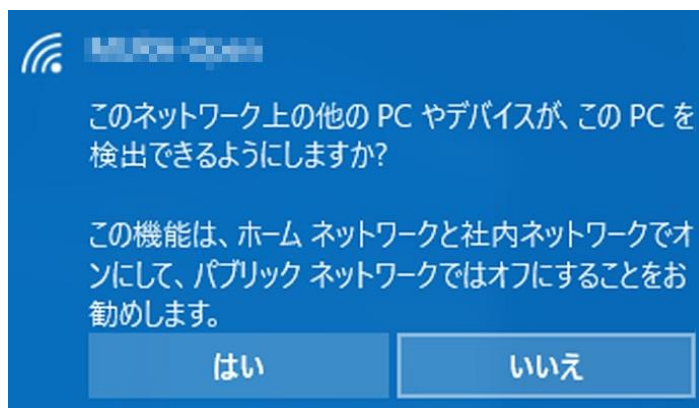 このネットワーク上の他の PC やデバイスが、この PC を
検出できるようにしますか?
この機能は、ホーム ネットワークと社内ネットワークでオ
ンにして、パブリック ネットワークではオフにすることをお
勧めします。
はい
いいえ